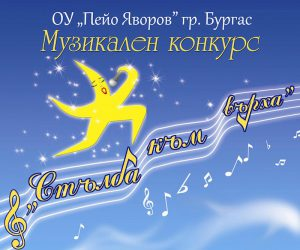 ОУ „Пейо Яворов” гр. Бургас
Музикален конкурс
„Стълба към върха”